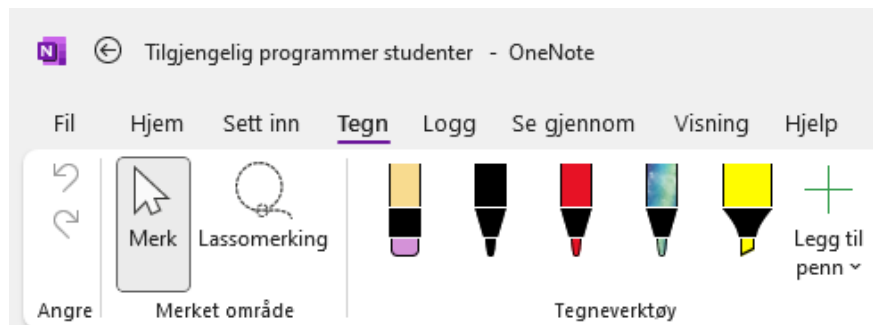 N Tilgjengelig programmer studenter - OneNote
Fil Hjem Sett inn Tegn Logg Se gjennom Visning Hjelp
Merk Lassomerking Legg til
penn
Angre Merket område Tegneverktøy